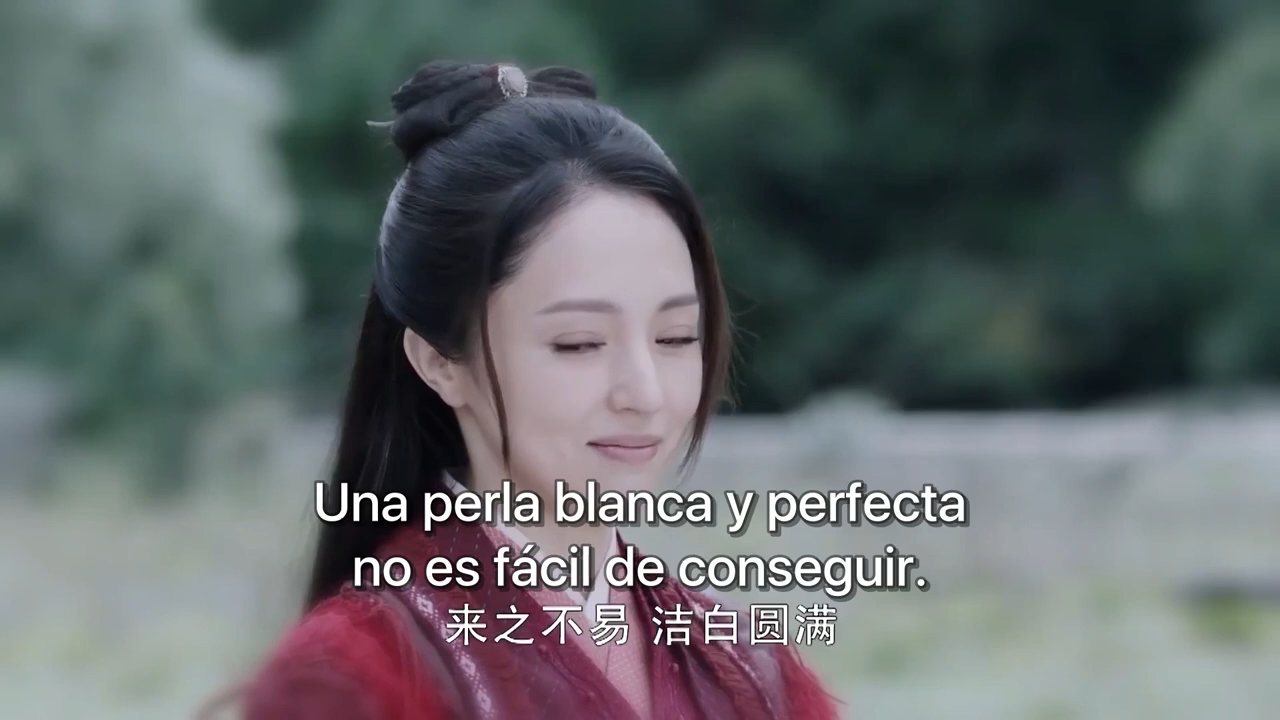 Una perla blanca y perfecta
no es fácil de conseguir.
来之不易 洁白圆满